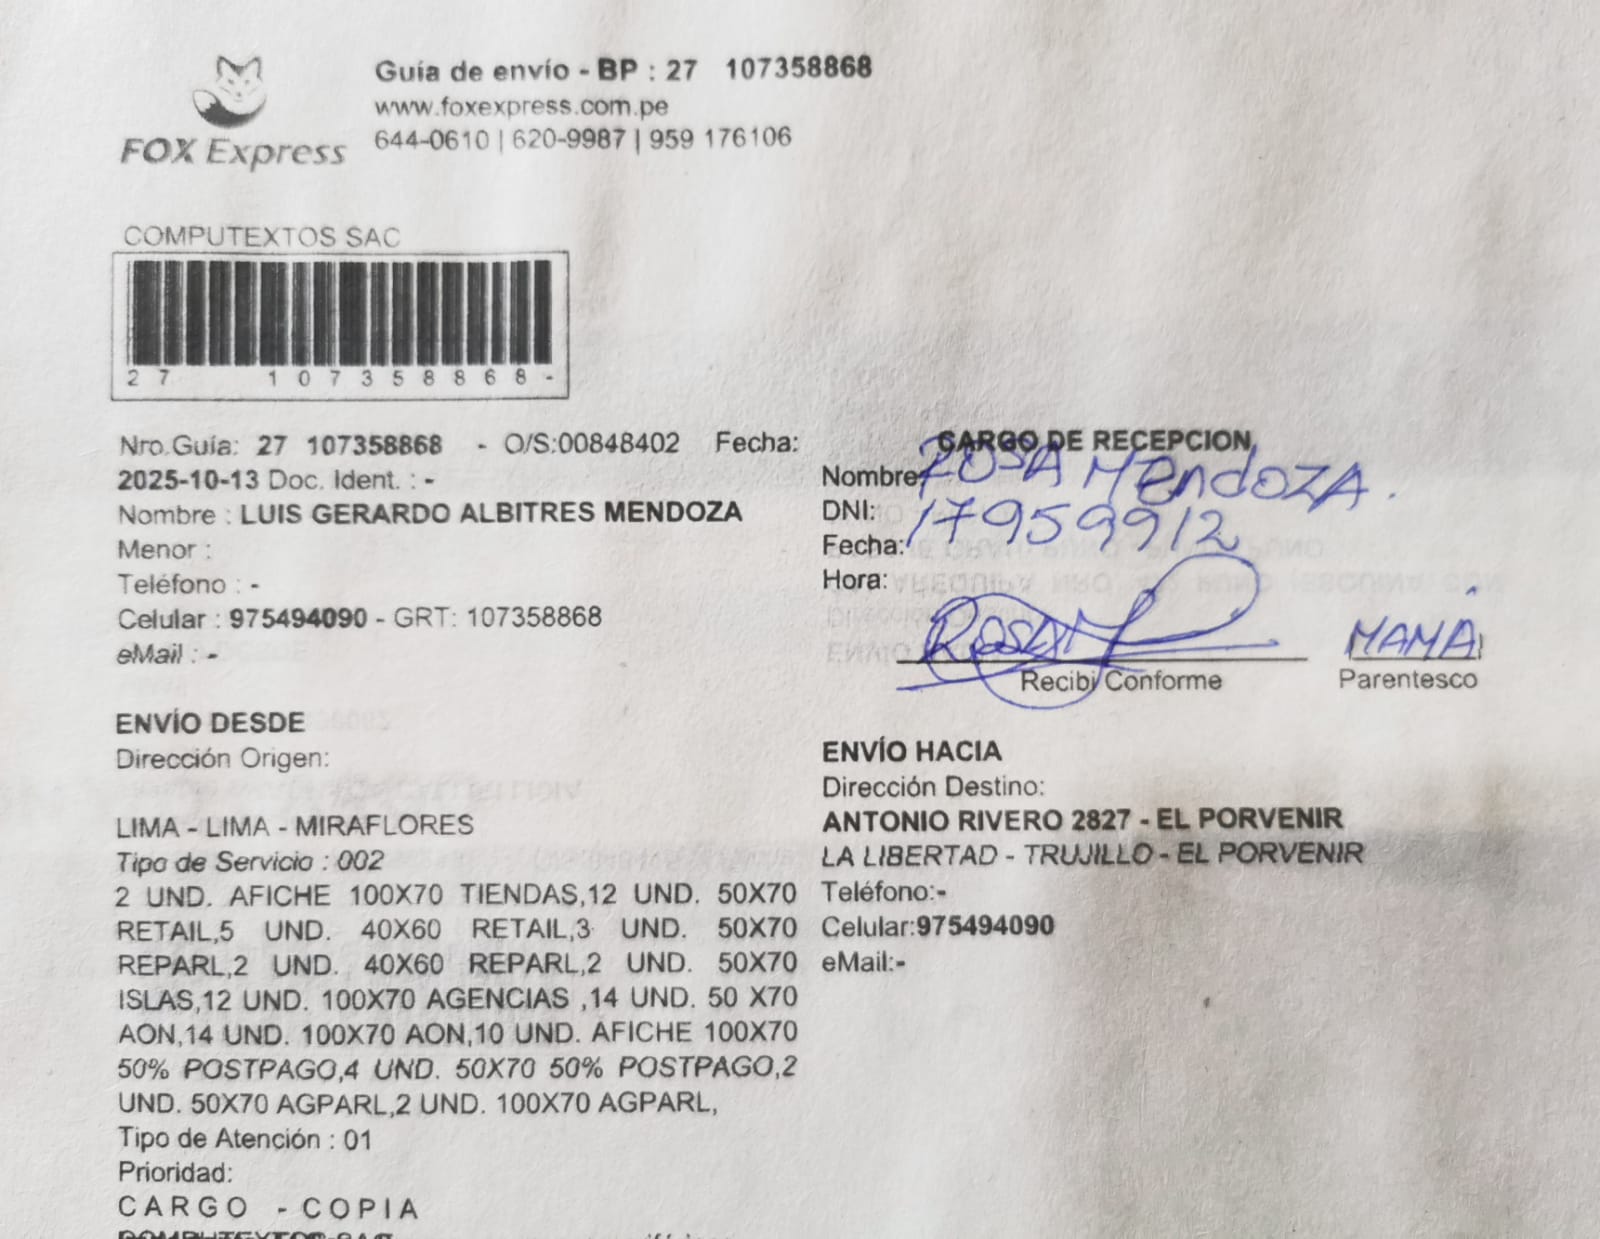 FOX Express
Guía de envío - BP : 27 107358868
www.foxexpress.com.pe
644-0610 | 620-9987 | 959 176106
COMPUTEXTOS SAC
27 107358868-
Nro.Guía: 27 107358868 - O/S:00848402 Fecha:
2025-10-13 Doc. Ident. : -
Nombre : LUIS GERARDO ALBITRES MENDOZA
Menor :
Teléfono : -
Celular : 975494090 - GRT: 107358868
eMail : -
CARGO DE RECEPCION
Nombre: ROSA MENDOZA.
DNI: 17959912
Fecha:
Hora:
ROSA M MAMÁ
Recibi Conforme Parentesco
ENVÍO DESDE
Dirección Origen:
LIMA - LIMA - MIRAFLORES
Tipo de Servicio : 002
2 UND. AFICHE 100X70 TIENDAS,12 UND. 50X70
RETAIL,5 UND. 40X60 RETAIL,3 UND. 50X70
REPARL,2 UND. 40X60 REPARL,2 UND. 50X70
ISLAS,12 UND. 100X70 AGENCIAS ,14 UND. 50 X70
AON,14 UND. 100X70 AON,10 UND. AFICHE 100X70
50% POSTPAGO,4 UND. 50X70 50% POSTPAGO,2
UND. 50X70 AGPARL,2 UND. 100X70 AGPARL,
Tipo de Atención : 01
Prioridad:
CARGO - COPIA
COMPUTEXTOS SAC
ENVÍO HACIA
Dirección Destino:
ANTONIO RIVERO 2827 - EL PORVENIR
LA LIBERTAD - TRUJILLO - EL PORVENIR
Teléfono:-
Celular:975494090
eMail:-